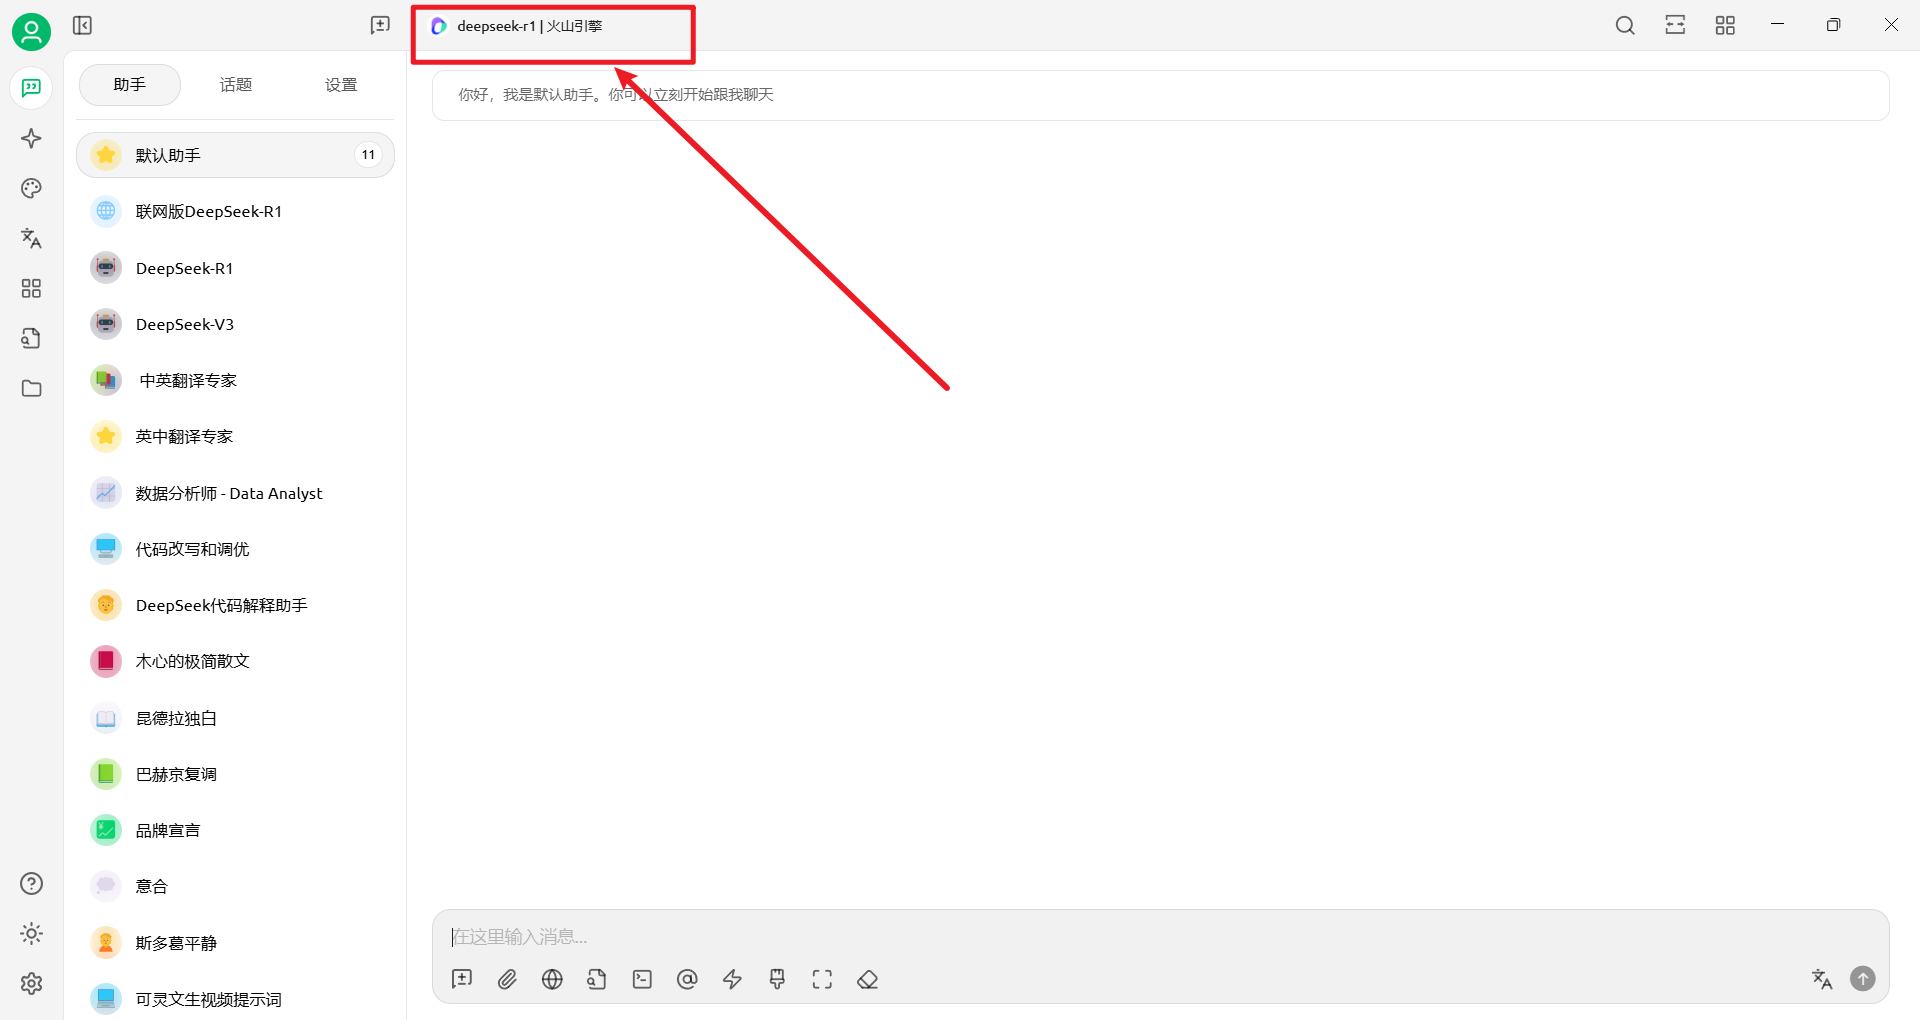 deepseek-r1 | 火山引擎
助手
话题
设置
你好，我是默认助手。你可以立刻开始跟我聊天
默认助手
11
联网版DeepSeek-R1
DeepSeek-R1
DeepSeek-V3
中英翻译专家
英中翻译专家
数据分析师 - Data Analyst
代码改写和调优
DeepSeek代码解释助手
木心的极简散文
昆德拉独白
巴赫京复调
品牌宣言
意合
斯多葛平静
可灵文生视频提示词
在这里输入消息...